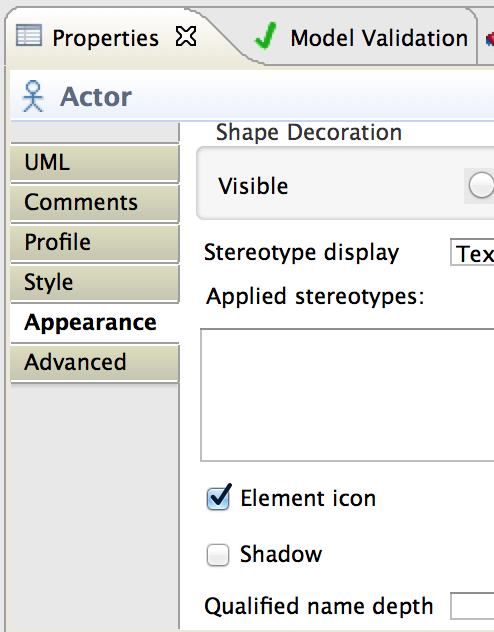 Properties
Model Validation
Actor
Shape Decoration
UML
Visible
Comments
Profile
Stereotype display
Tex
Style
Applied stereotypes:
Appearance
Advanced
Element icon
Shadow
Qualified name depth